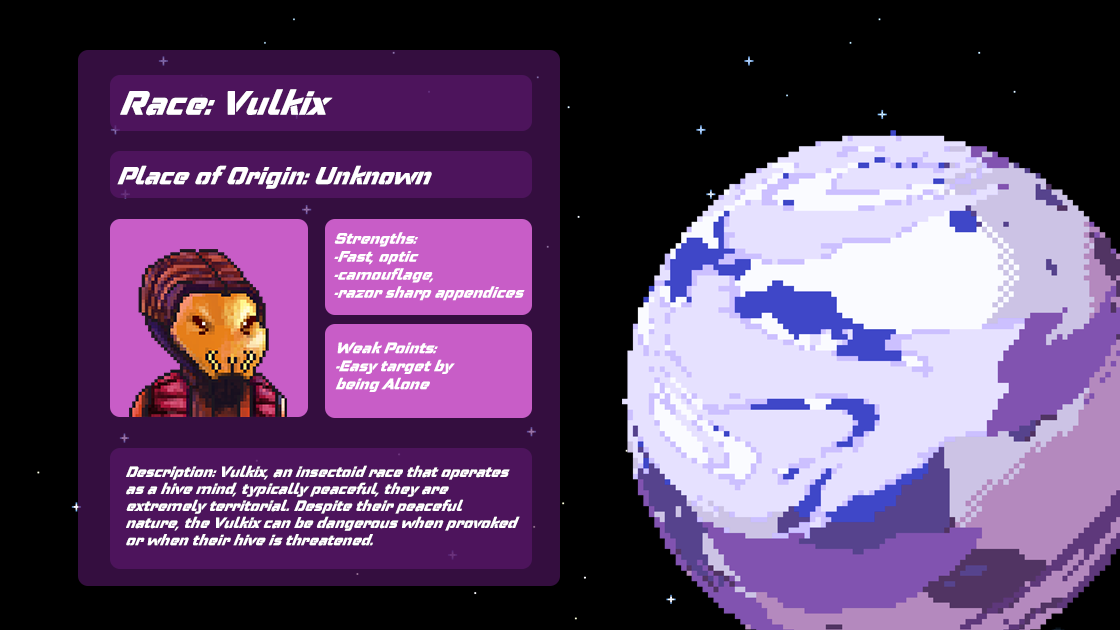 Race: Vulkix
Place of Origin: Unknown
Strengths:
-Fast, optic
-camouflage,
-razor sharp appendices
Weak Points:
-Easy target by
being Alone
Description: Vulkix, an insectoid race that operates
as a hive mind, typically peaceful, they are
extremely territorial. Despite their peaceful
nature, the Vulkix can be dangerous when provoked
or when their hive is threatened.